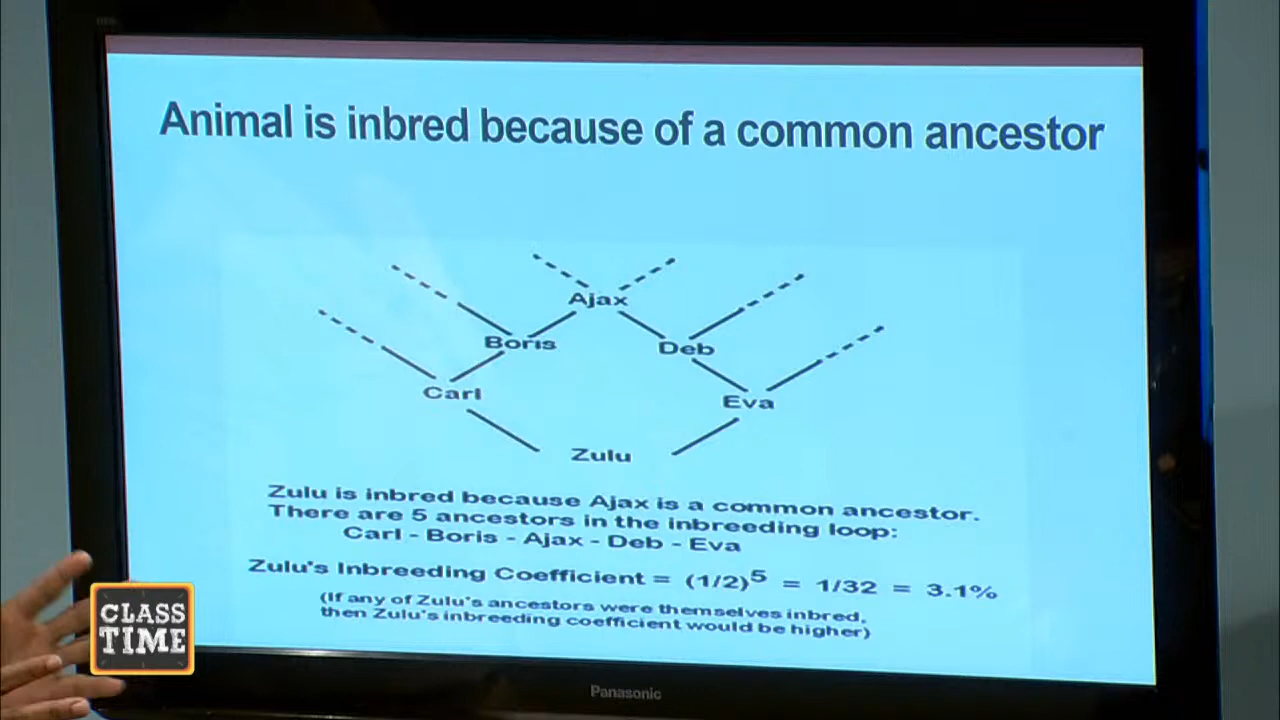 Animal is inbred because of a common ancestor
Ajax
Boris
Deb
Carl
Eva
Zulu
Zulu is inbred because Ajax is a common ancestor.
There are 5 ancestors in the inbreeding loop:
Carl - Boris - Ajax - Deb - Eva
Zulu's Inbreeding Coefficient = (1/2)⁵ = 1/32 = 3.1%
(If any of Zulu's ancestors were themselves inbred,
then Zulu's inbreeding coefficient would be higher)
CLASS
TIME
Panasonic